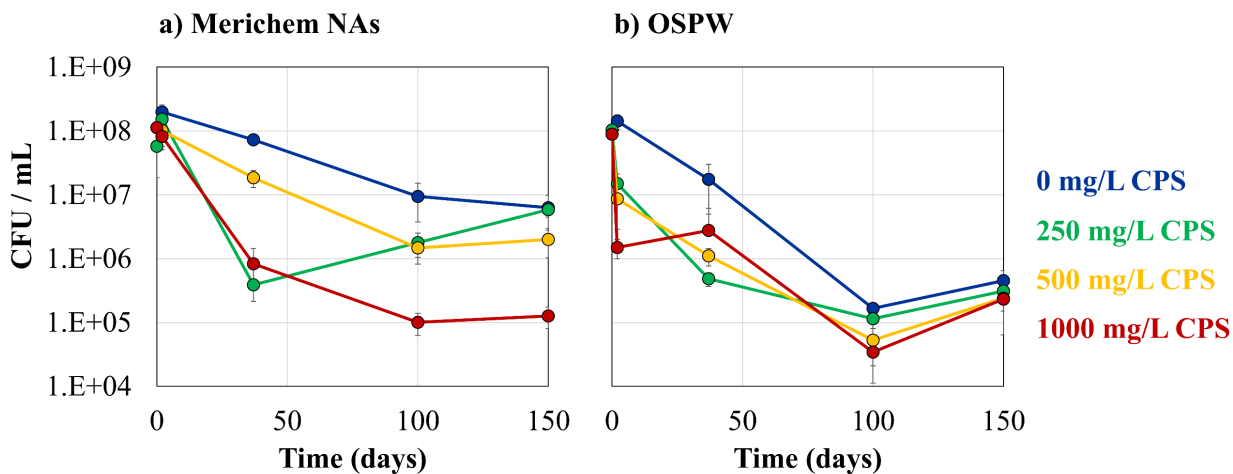 a) Merichem NAs
b) OSPW
CFU / mL
1.E+09
1.E+08
1.E+07
1.E+06
1.E+05
1.E+04
0 50 100 150
0 50 100 150
Time (days)
Time (days)
0 mg/L CPS
250 mg/L CPS
500 mg/L CPS
1000 mg/L CPS